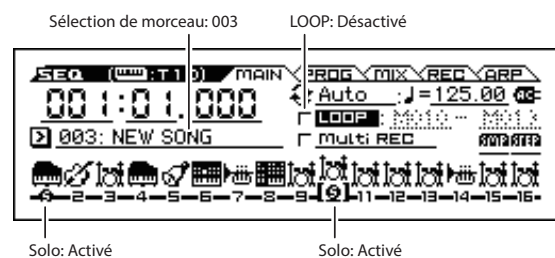 Sélection de morceau: 003 LOOP: Désactivé
SEQ MAIN PROG MIX REC ARP
001:01.000 Auto :♩=125.00
LOOP : M010 - M013
003: NEW SONG Multi REC
S-2-3-4-5-6-7-8-9-[S]-11-12-13-14-15-16-
Solo: Activé Solo: Activé